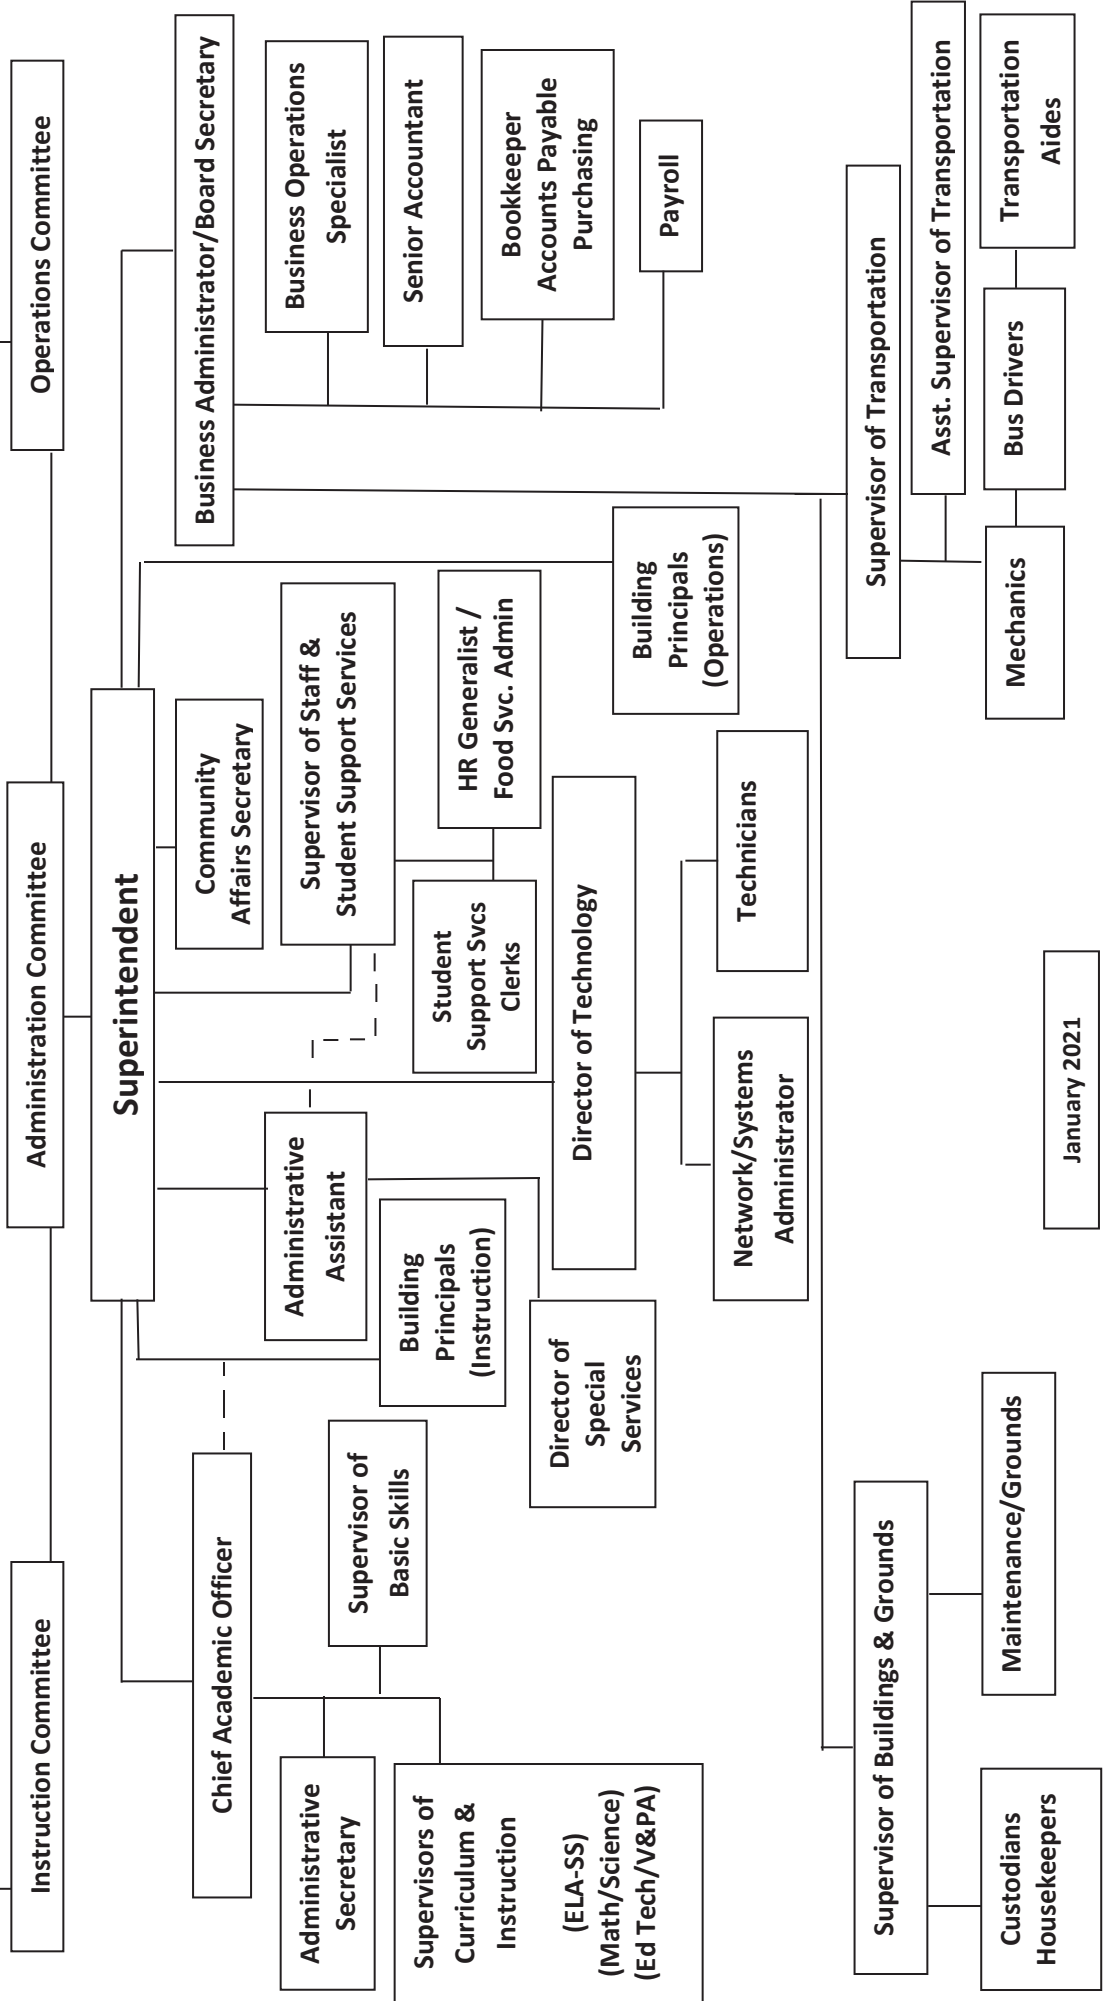 Instruction Committee
Administration Committee
Operations Committee
Superintendent
Chief Academic Officer
Community
Affairs Secretary
Business Administrator/Board Secretary
Administrative
Secretary
Supervisor of
Basic Skills
Administrative
Assistant
Supervisor of Staff &
Student Support Services
Business Operations
Specialist
Senior Accountant
Supervisors of
Curriculum &
Instruction
(ELA-SS)
(Math/Science)
(Ed Tech/V&PA)
Building
Principals
(Instruction)
Student
Support Svcs
Clerks
HR Generalist /
Food Svc. Admin
Bookkeeper
Accounts Payable
Purchasing
Director of
Special
Services
Director of Technology
Building
Principals
(Operations)
Payroll
Network/Systems
Administrator
Technicians
Supervisor of Buildings & Grounds
Supervisor of Transportation
Asst. Supervisor of Transportation
Custodians
Housekeepers
Maintenance/Grounds
Mechanics
Bus Drivers
Transportation
Aides
January 2021